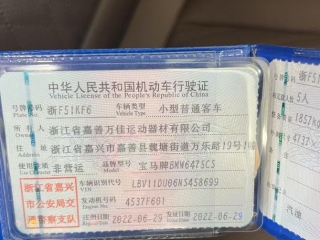 中华人民共和国机动车行驶证
Vehicle License of the People's Republic of China
号牌号码 浙F51KF6 车辆类型 小型普通客车
所有人 浙江省嘉善万佳运动器材有限公司
住址 浙江省嘉兴市嘉善县魏塘街道万乐路19号1幢
使用性质 非营运 品牌型号 宝马牌BMW6475CS
浙江省嘉兴
市公安局交
通警察支队
车辆识别代号 LBV11DU06NS458699
发动机号码 4537F691
注册日期 2022-06-29 发证日期 2022-06-29
5人
汽油